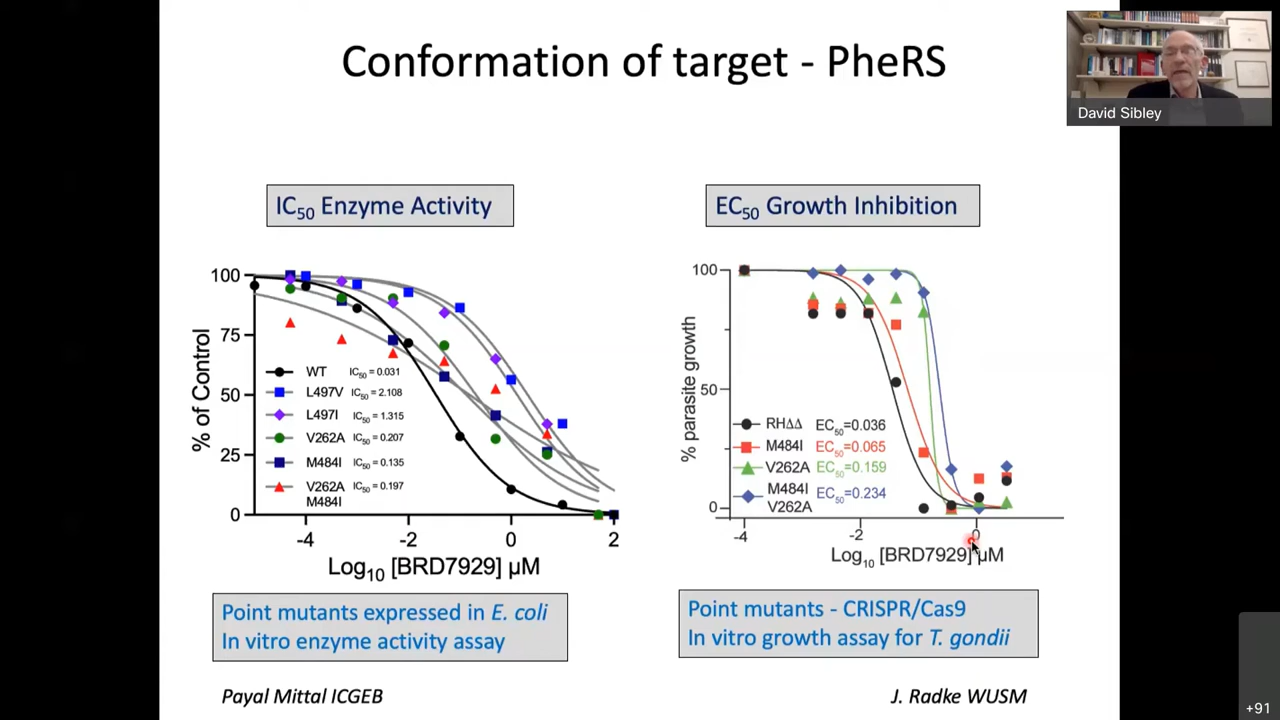 Conformation of target - PheRS
David Sibley
IC50 Enzyme Activity
EC50 Growth Inhibition
100
75
50
25
0
% of Control
WT IC50 = 0.031
L497V IC50 = 2.108
L497I IC50 = 1.315
V262A IC50 = 0.207
M484I IC50 = 0.135
V262A IC50 = 0.197
M484I
-4 -2 0 2
Log10 [BRD7929] µM
100
50
0
% parasite growth
RHΔΔ EC50=0.036
M484I EC50=0.065
V262A EC50=0.159
M484I EC50=0.234
V262A
-4 -2 0
Log10 [BRD7929] µM
Point mutants expressed in E. coli
In vitro enzyme activity assay
Point mutants - CRISPR/Cas9
In vitro growth assay for T. gondii
Payal Mittal ICGEB
J. Radke WUSM
+91